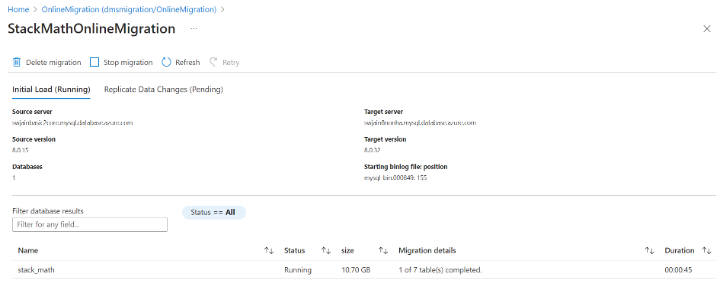 Home > OnlineMigration (dmsmigration/OnlineMigration) >
StackMathOnlineMigration ...
Delete migration Stop migration Refresh Retry
Initial Load (Running) Replicate Data Changes (Pending)
Source server Target server
Source version Target version
8.0.15 8.0.32
Databases Starting binlog file: position
1 mysql-bin.000849: 155
Filter database results Status == All
Filter for any field...
Name Status size Migration details Duration
stack_math Running 10.70 GB 1 of 7 table(s) completed. 00:00:45